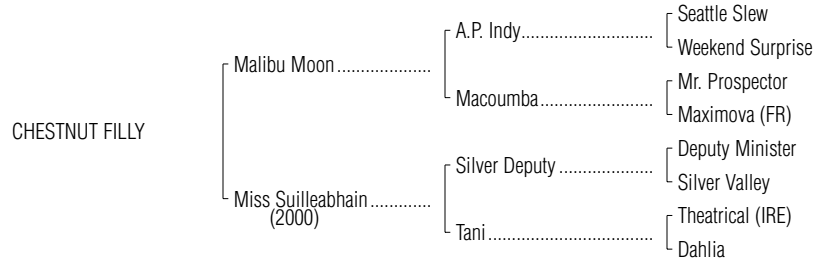 Seattle Slew
A.P. Indy
Weekend Surprise
Malibu Moon
Mr. Prospector
Macoumba
Maximova (FR)
CHESTNUT FILLY
Deputy Minister
Silver Deputy
Silver Valley
Miss Suilleabhain
(2000)
Theatrical (IRE)
Tani
Dahlia